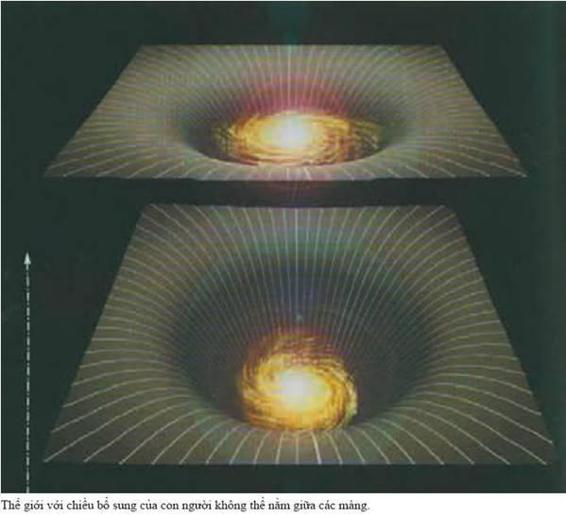 Thế giới với chiều bổ sung của con người không thể nằm giữa các màng.